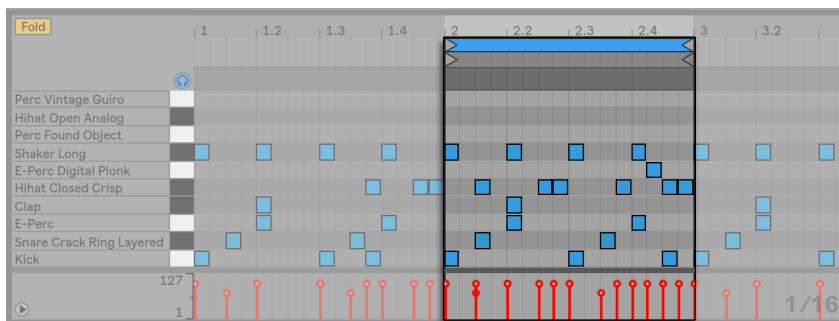 Fold
1 1.2 1.3 1.4 2 2.2 2.3 2.4 3 3.2
Perc Vintage Guiro
Hihat Open Analog
Perc Found Object
Shaker Long
E-Perc Digital Plonk
Hihat Closed Crisp
Clap
E-Perc
Snare Crack Ring Layered
Kick
127
1
1/16